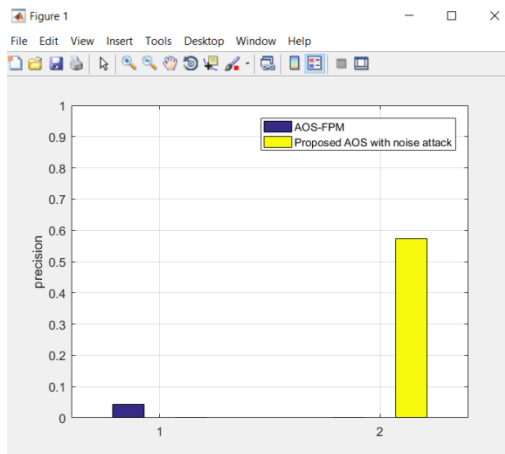 Figure 1
File Edit View Insert Tools Desktop Window Help
1
AOS-FPM
0.9
Proposed AOS with noise attack
0.8
0.7
0.6
precision
0.5
0.4
0.3
0.2
0.1
0
1 2